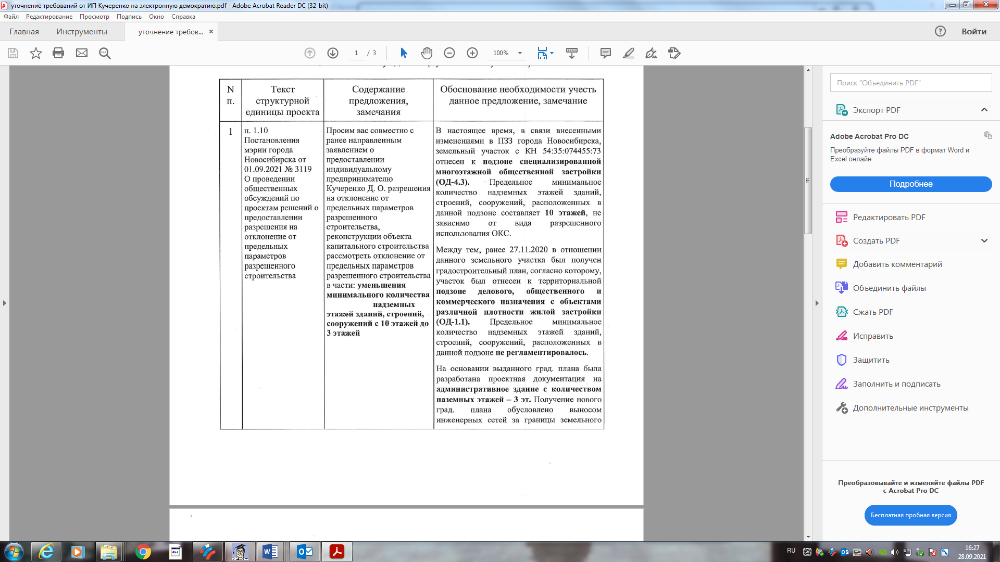 уточнение требований от ИП Кучеренко на электронную демократию.pdf - Adobe Acrobat Reader DC (32-bit)
Файл Редактирование Просмотр Подпись Окно Справка
Главная Инструменты уточнение требов... ×
? Войти
1 / 3 100%
N п.
Текст
структурной
единицы проекта
Содержание
предложения,
замечания
Обоснование необходимости учесть
данное предложение, замечание
1
п. 1.10
Постановления
мэрии города
Новосибирска от
01.09.2021 № 3119
О проведении
общественных
обсуждений по
проектам решений о
предоставлении
разрешения на
отклонение от
предельных
параметров
разрешенного
строительства
Просим вас совместно с
ранее направленным
заявлением о
предоставлении
индивидуальному
предпринимателю
Кучеренко Д. О. разрешения
на отклонение от
предельных параметров
разрешенного
строительства,
реконструкции объекта
капитального строительства
рассмотреть отклонение от
предельных параметров
разрешенного строительства
в части: уменьшения
минимального количества
надземных
этажей зданий, строений,
сооружений с 10 этажей до
3 этажей
В настоящее время, в связи внесенными
изменениями в ПЗЗ города Новосибирска,
земельный участок с КН 54:35:074455:73
отнесен к подзоне специализированной
многоэтажной общественной застройки
(ОД-4.3). Предельное минимальное
количество надземных этажей зданий,
строений, сооружений, расположенных в
данной подзоне составляет 10 этажей, не
зависимо от вида разрешенного
использования ОКС.
Между тем, ранее 27.11.2020 в отношении
данного земельного участка был получен
градостроительный план, согласно которому,
участок был отнесен к территориальной
подзоне делового, общественного и
коммерческого назначения с объектами
различной плотности жилой застройки
(ОД-1.1). Предельное минимальное
количество надземных этажей зданий,
строений, сооружений, расположенных в
данной подзоне не регламентировалось.
На основании выданного град. плана была
разработана проектная документация на
административное здание с количеством
наземных этажей – 3 эт. Получение нового
град. плана обусловлено выносом
инженерных сетей за границы земельного
Поиск "Объединить PDF"
Экспорт PDF
Adobe Acrobat Pro DC
Преобразуйте файлы PDF в формат Word и
Excel онлайн
Подробнее
Редактировать PDF
Создать PDF
Добавить комментарий
Объединить файлы
Сжать PDF
Исправить
Защитить
Заполнить и подписать
Дополнительные инструменты
Преобразовывайте и изменяйте файлы PDF
с Acrobat Pro DC
Бесплатная пробная версия
RU
16:27
28.09.2021